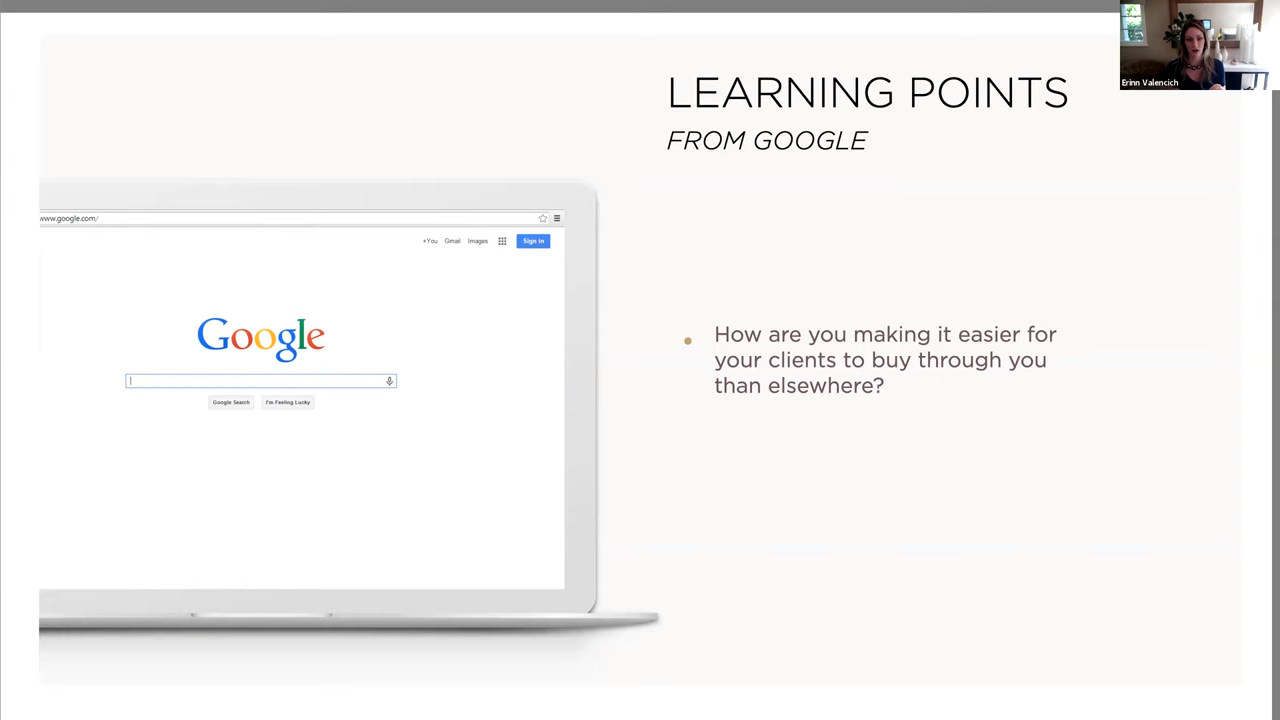 LEARNING POINTS
FROM GOOGLE
Erinn Valencich
www.google.com/
+You Gmail Images Sign in
Google
Google Search I'm Feeling Lucky
How are you making it easier for
your clients to buy through you
than elsewhere?